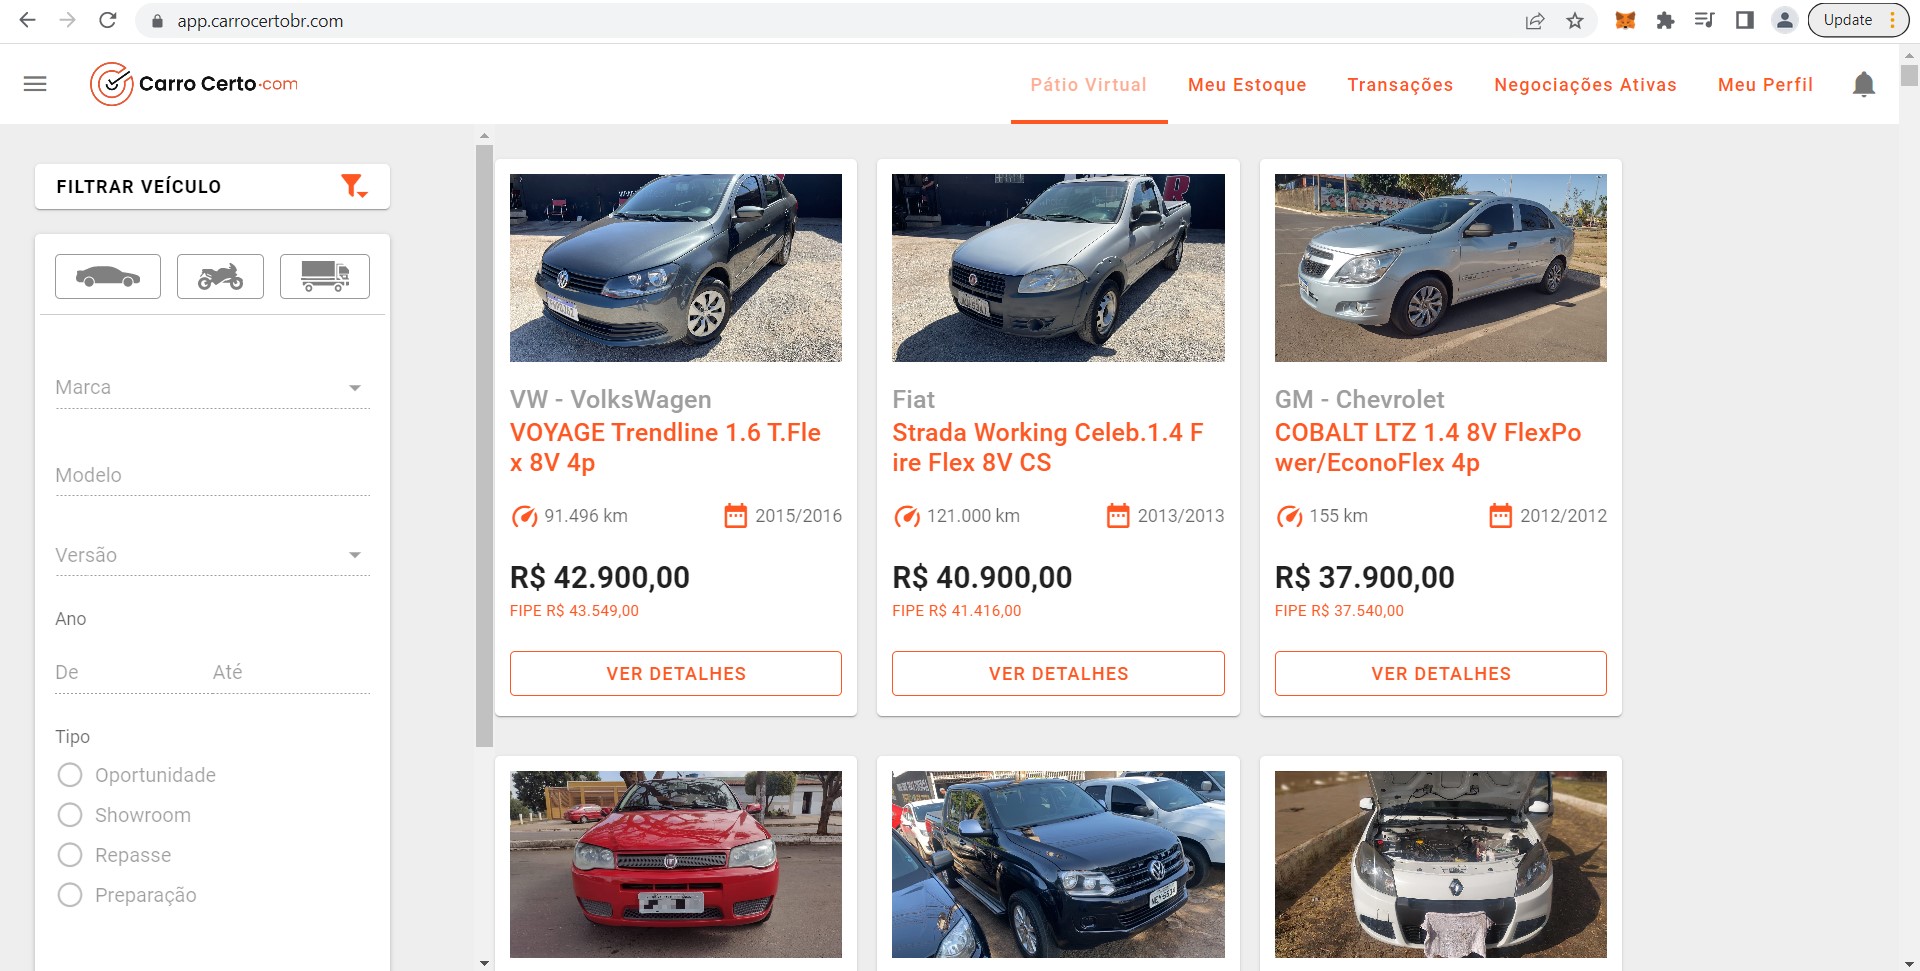 app.carrocertobr.com
Update
Carro Certo.com
Pátio Virtual
Meu Estoque
Transações
Negociações Ativas
Meu Perfil
FILTRAR VEÍCULO
Marca
Modelo
Versão
Ano
De
Até
Tipo
Oportunidade
Showroom
Repasse
Preparação
VW - VolksWagen
VOYAGE Trendline 1.6 T.Fle
x 8V 4p
91.496 km
2015/2016
R$ 42.900,00
FIPE R$ 43.549,00
VER DETALHES
Fiat
Strada Working Celeb.1.4 F
ire Flex 8V CS
121.000 km
2013/2013
R$ 40.900,00
FIPE R$ 41.416,00
VER DETALHES
GM - Chevrolet
COBALT LTZ 1.4 8V FlexPo
wer/EconoFlex 4p
155 km
2012/2012
R$ 37.900,00
FIPE R$ 37.540,00
VER DETALHES